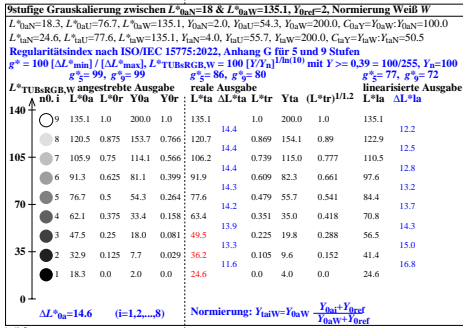 9stufige Grauskalierung zwischen L*0aN=18 & L*0aW=135.1, Y0ref=2, Normierung Weiß W
L*0aN=18.3, L*0aU=76.7, L*0aW=135.1, Y0aN=2.0, Y0aU=54.3, Y0aW=200.0, C0aY=Y0aW:Y0aN=100.0
L*taN=24.6, L*taU=77.6, L*taW=135.1, YtaN=4.0, YtaU=55.7, YtaW=200.0, CtaY=YtaW:YtaN=50.5
Regularitätsindex nach ISO/IEC 15775:2022, Anhang G für 5 und 9 Stufen
g* = 100 [ΔL*min] / [ΔL*max], L*TUBsRGB,W = 100 [Y/Yn]1/ln(10) mit Y >= 0,39 = 100/255, Yn=100
g*5= 99, g*9= 99 g*5= 86, g*9= 80 g*5= 77, g*9= 72
L*TUBsRGB,W angestrebte Ausgabe reale Ausgabe linearisierte Ausgabe
n0. i L*0a L*0r Y0a Y0r L*ta ΔL*ta L*tr Yta (L*tr)1/1.2 L*la ΔL*la
9 135.1 1.0 200.0 1.0 135.1 1.0 200.0 1.0 135.1
14.4 12.2
140
8 120.5 0.875 153.7 0.766 120.7 0.869 154.1 0.89 122.9
14.4 12.5
7 105.9 0.75 114.1 0.566 106.2 0.739 115.0 0.777 110.5
105
14.4 12.8
6 91.3 0.625 81.1 0.399 91.9 0.609 82.3 0.661 97.6
14.3 13.2
5 76.7 0.5 54.3 0.264 77.6 0.479 55.7 0.541 84.4
70
14.2 13.7
4 62.1 0.375 33.4 0.158 63.4 0.351 35.0 0.418 70.8
13.9 14.3
3 47.5 0.25 18.0 0.081 49.5 0.225 19.8 0.288 56.5
13.3 15.0
35
2 32.9 0.125 7.7 0.029 36.2 0.105 9.6 0.152 41.4
11.6 16.8
1 18.3 0.0 2.0 0.0 24.6 0.0 4.0 0.0 24.6
0
ΔL*0a=14.6 (i=1,2,...,8) Normierung: YtaiW=Y0aW Y0ai+Y0ref
Y0aW+Y0ref